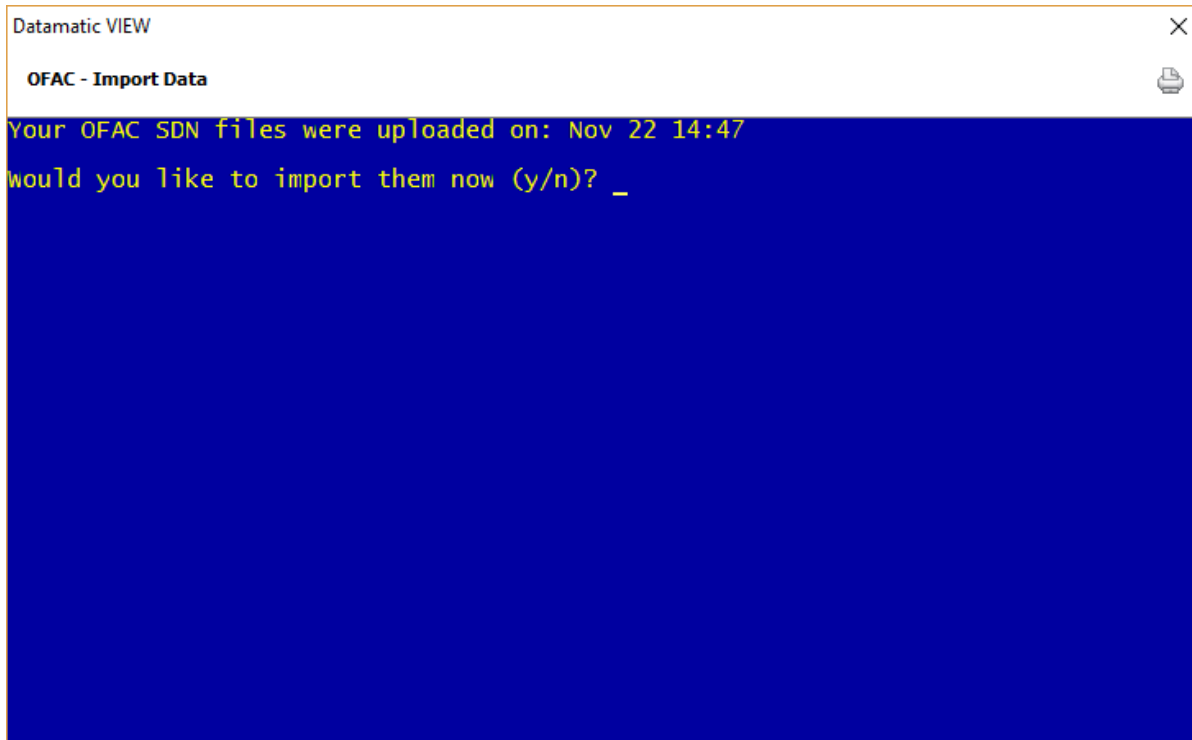 Datamatic VIEW
OFAC - Import Data
Your OFAC SDN files were uploaded on: Nov 22 14:47
Would you like to import them now (y/n)? _